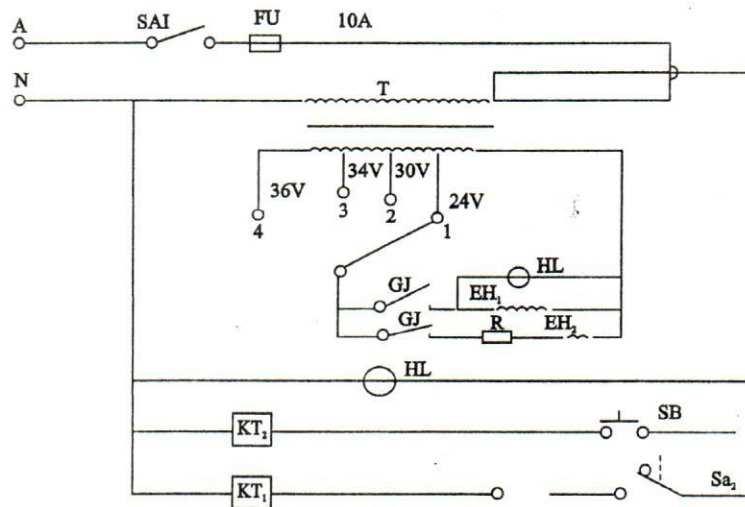 A SAI FU 10A
N T
36V 34V 30V 24V
4 3 2 1
HL
GJ EH₁
GJ R EH₂
HL
KT₂ SB
KT₁ Sa₂